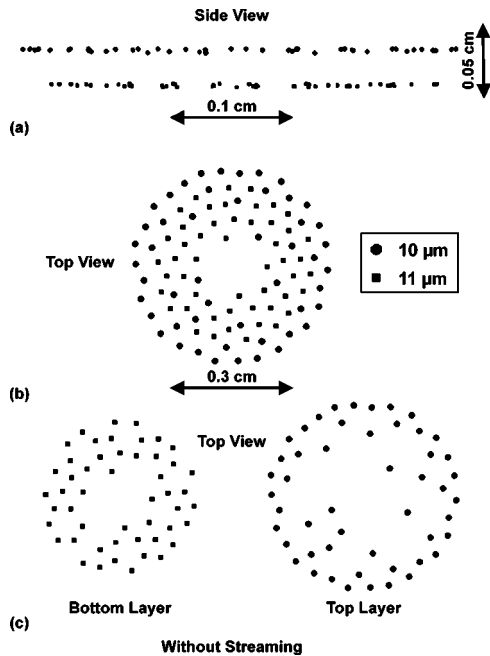 Side View
0.05 cm
0.1 cm
(a)
Top View
10 µm
11 µm
0.3 cm
(b)
Top View
Bottom Layer
Top Layer
(c)
Without Streaming